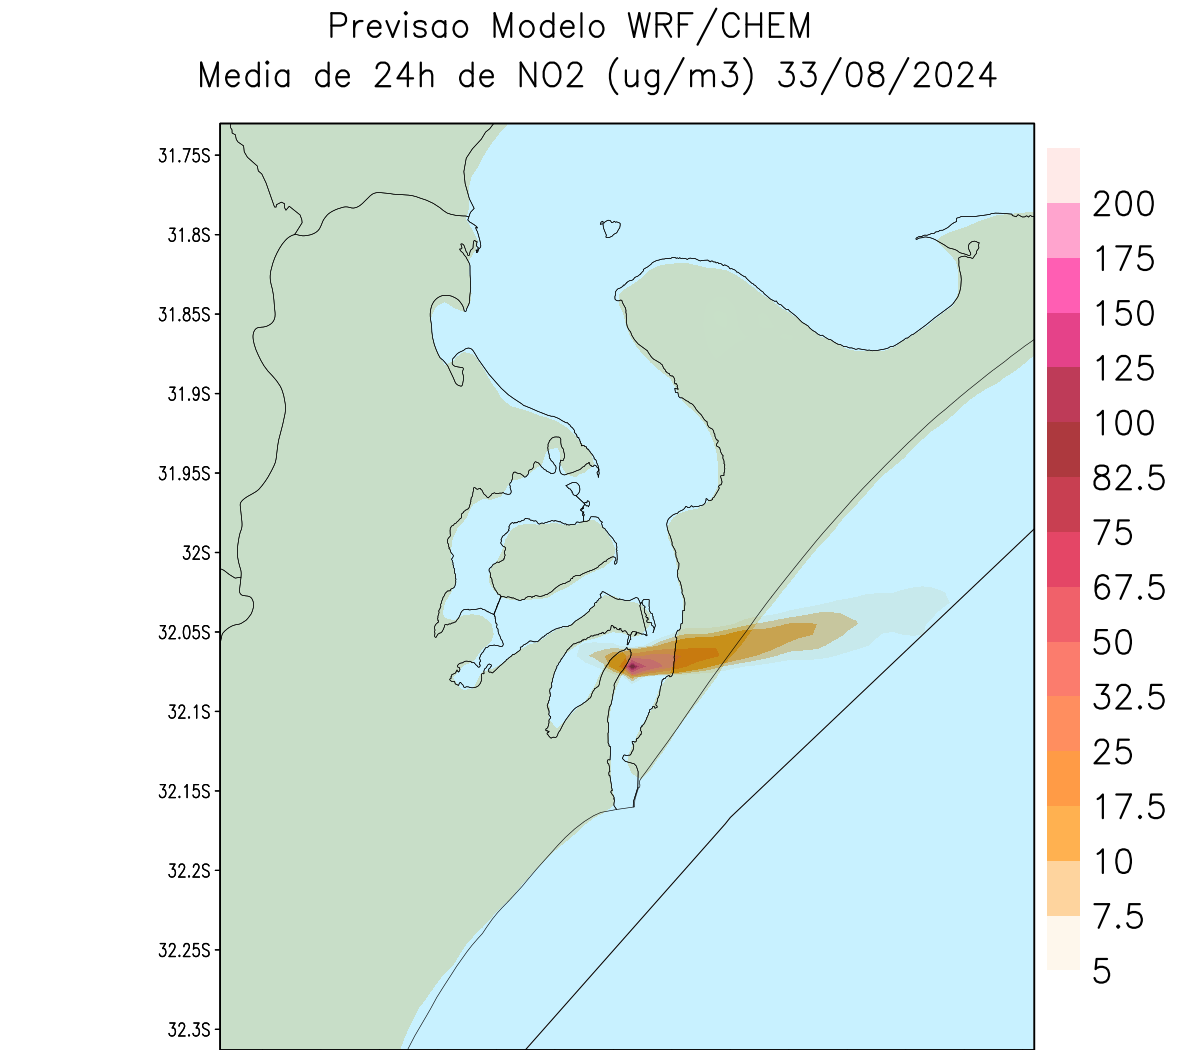 Previsao Modelo WRF/CHEM
Media de 24h de NO2 (ug/m3) 33/08/2024
31.75S
31.8S
31.85S
31.9S
31.95S
32S
32.05S
32.1S
32.15S
32.2S
32.25S
32.3S
200
175
150
125
100
82.5
75
67.5
50
32.5
25
17.5
10
7.5
5